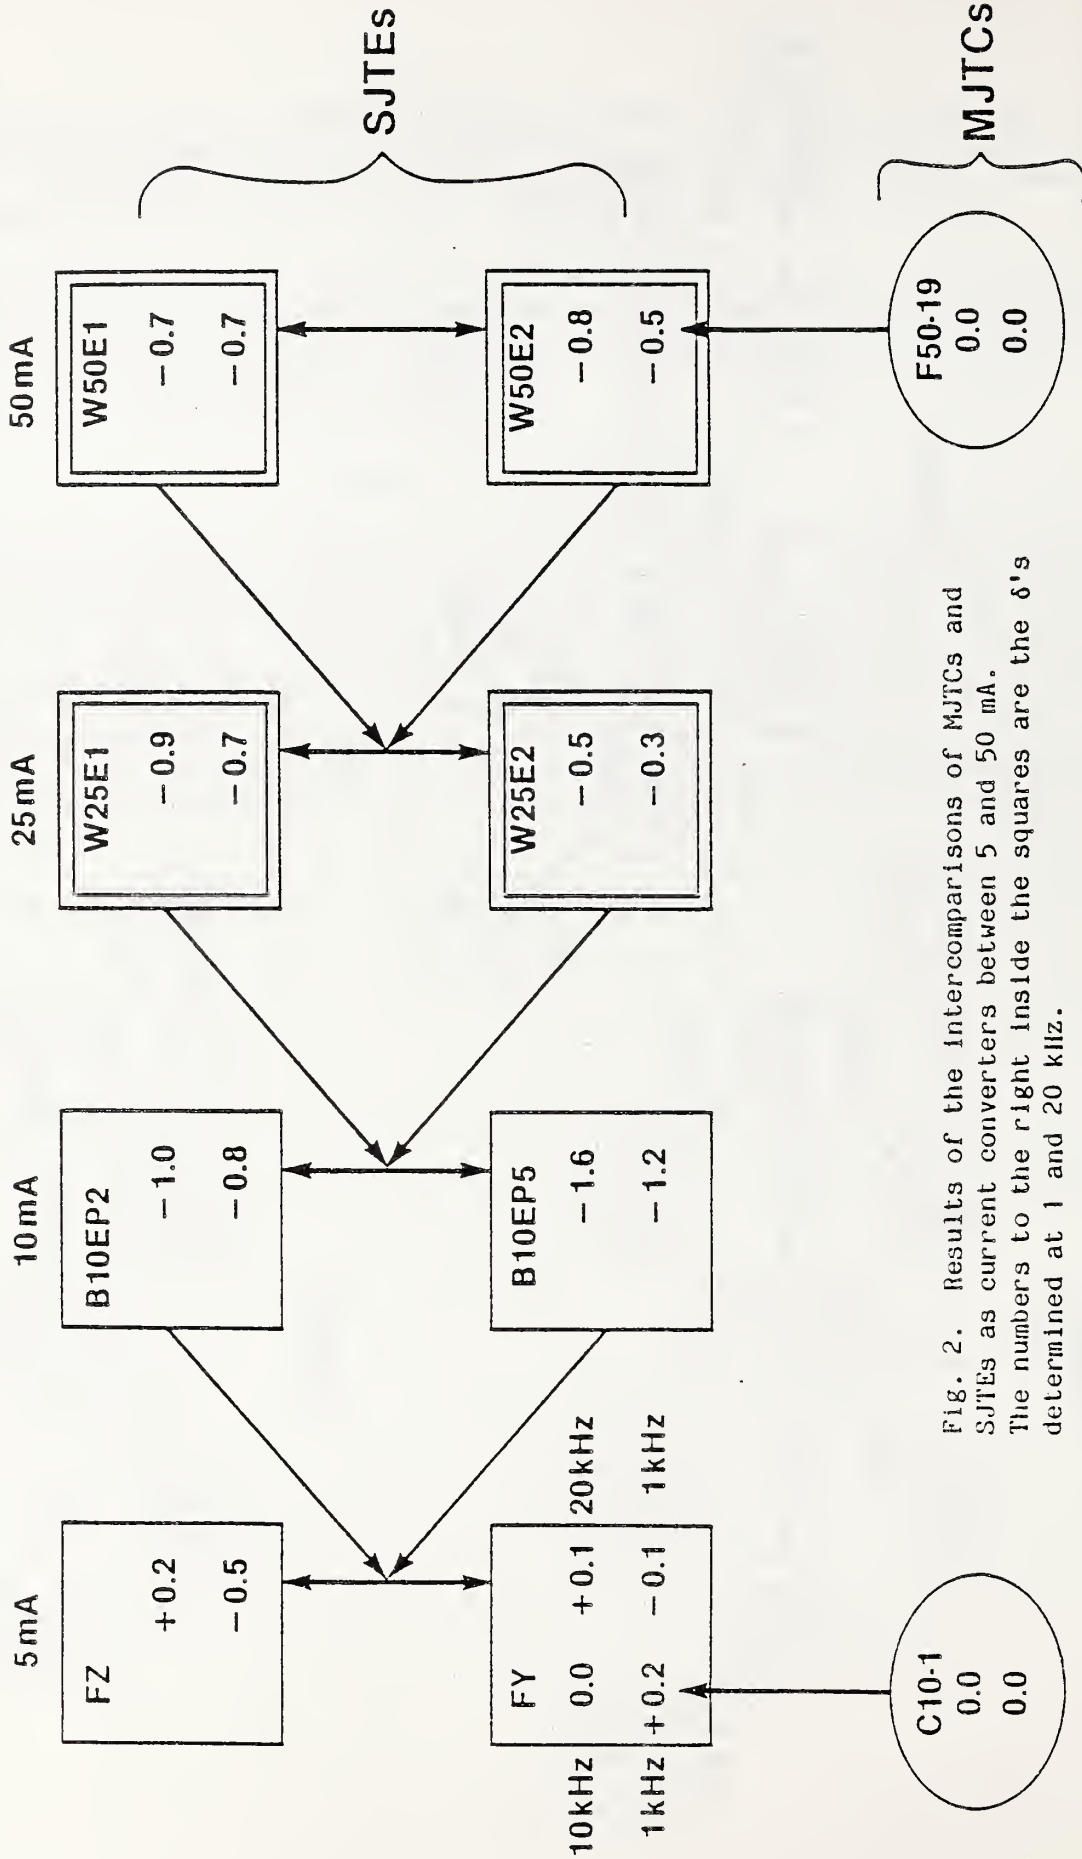 5mA
10mA
25mA
50mA
FZ
+0.2
−0.5
B10EP2
−1.0
−0.8
W25E1
−0.9
−0.7
W50E1
−0.7
−0.7
SJTEs
FY
10kHz 0.0 +0.1 20kHz
1kHz +0.2 −0.1 1kHz
B10EP5
−1.6
−1.2
W25E2
−0.5
−0.3
W50E2
−0.8
−0.5
C10-1
0.0
0.0
F50-19
0.0
0.0
MJTCs
Fig. 2. Results of the intercomparisons of MJTCs and
SJTEs as current converters between 5 and 50 mA.
The numbers to the right inside the squares are the δ's
determined at 1 and 20 kHz.